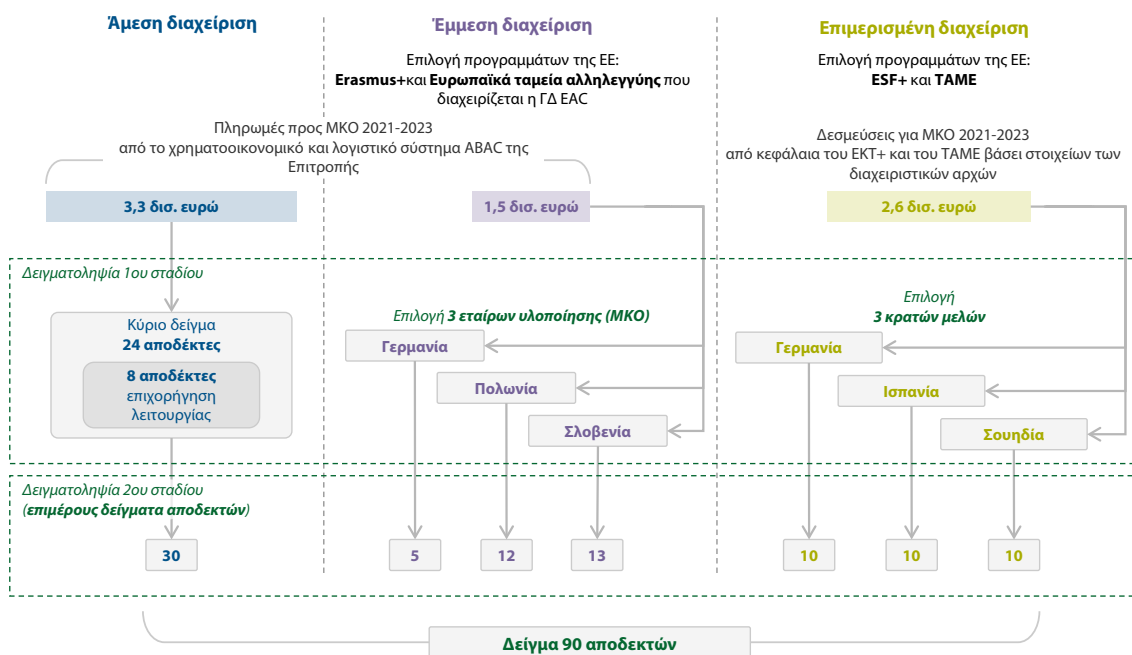 Άμεση διαχείριση
Έμμεση διαχείριση
Επιμερισμένη διαχείριση
Επιλογή προγραμμάτων της ΕΕ:
Erasmus+και Ευρωπαϊκά ταμεία αλληλεγγύης που
διαχειρίζεται η ΓΔ EAC
Επιλογή προγραμμάτων της ΕΕ:
ESF+ και ΤΑΜΕ
Πληρωμές προς ΜΚΟ 2021-2023
από το χρηματοοικονομικό και λογιστικό σύστημα ABAC της
Επιτροπής
Δεσμεύσεις για ΜΚΟ 2021-2023
από κεφάλαια του ΕΚΤ+ και του ΤΑΜΕ βάσει στοιχείων των
διαχειριστικών αρχών
3,3 δισ. ευρώ
1,5 δισ. ευρώ
2,6 δισ. ευρώ
Δειγματοληψία 1ου σταδίου
Κύριο δείγμα
24 αποδέκτες
8 αποδέκτες
επιχορήγηση
λειτουργίας
Επιλογή 3 εταίρων υλοποίησης (ΜΚΟ)
Γερμανία
Πολωνία
Σλοβενία
Επιλογή
3 κρατών μελών
Γερμανία
Ισπανία
Σουηδία
Δειγματοληψία 2ου σταδίου
(επιμέρους δείγματα αποδεκτών)
30
5
12
13
10
10
10
Δείγμα 90 αποδεκτών